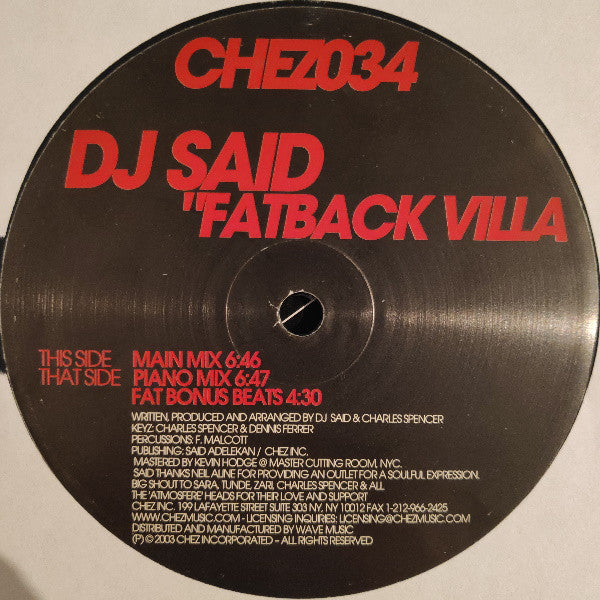 CHEZ034
DJ SAID
"FATBACK VILLA
THIS SIDE MAIN MIX 6:46
THAT SIDE PIANO MIX 6:47
FAT BONUS BEATS 4:30
WRITTEN, PRODUCED AND ARRANGED BY DJ SAID & CHARLES SPENCER
KEYZ: CHARLES SPENCER & DENNIS FERRER
PERCUSSIONS: F. MALCOTT
PUBLISHING: SAID ADELEKAN / CHEZ INC.
MASTERED BY KEVIN HODGE @ MASTER CUTTING ROOM, NYC.
SAID THANKS NEIL ALINE FOR PROVIDING AN OUTLET FOR A SOULFUL EXPRESSION.
BIG SHOUT TO SARA, TUNDE, ZARI, CHARLES SPENCER & ALL
THE 'ATMOSFERE' HEADS FOR THEIR LOVE AND SUPPORT
CHEZ INC. 199 LAFAYETTE STREET SUITE 303 NY, NY 10012 FAX 1-212-966-2425
WWW.CHEZMUSIC.COM - LICENSING INQUIRIES: LICENSING@CHEZMUSIC.COM
DISTRIBUTED AND MANUFACTURED BY WAVE MUSIC
(P) © 2003 CHEZ INCORPORATED - ALL RIGHTS RESERVED